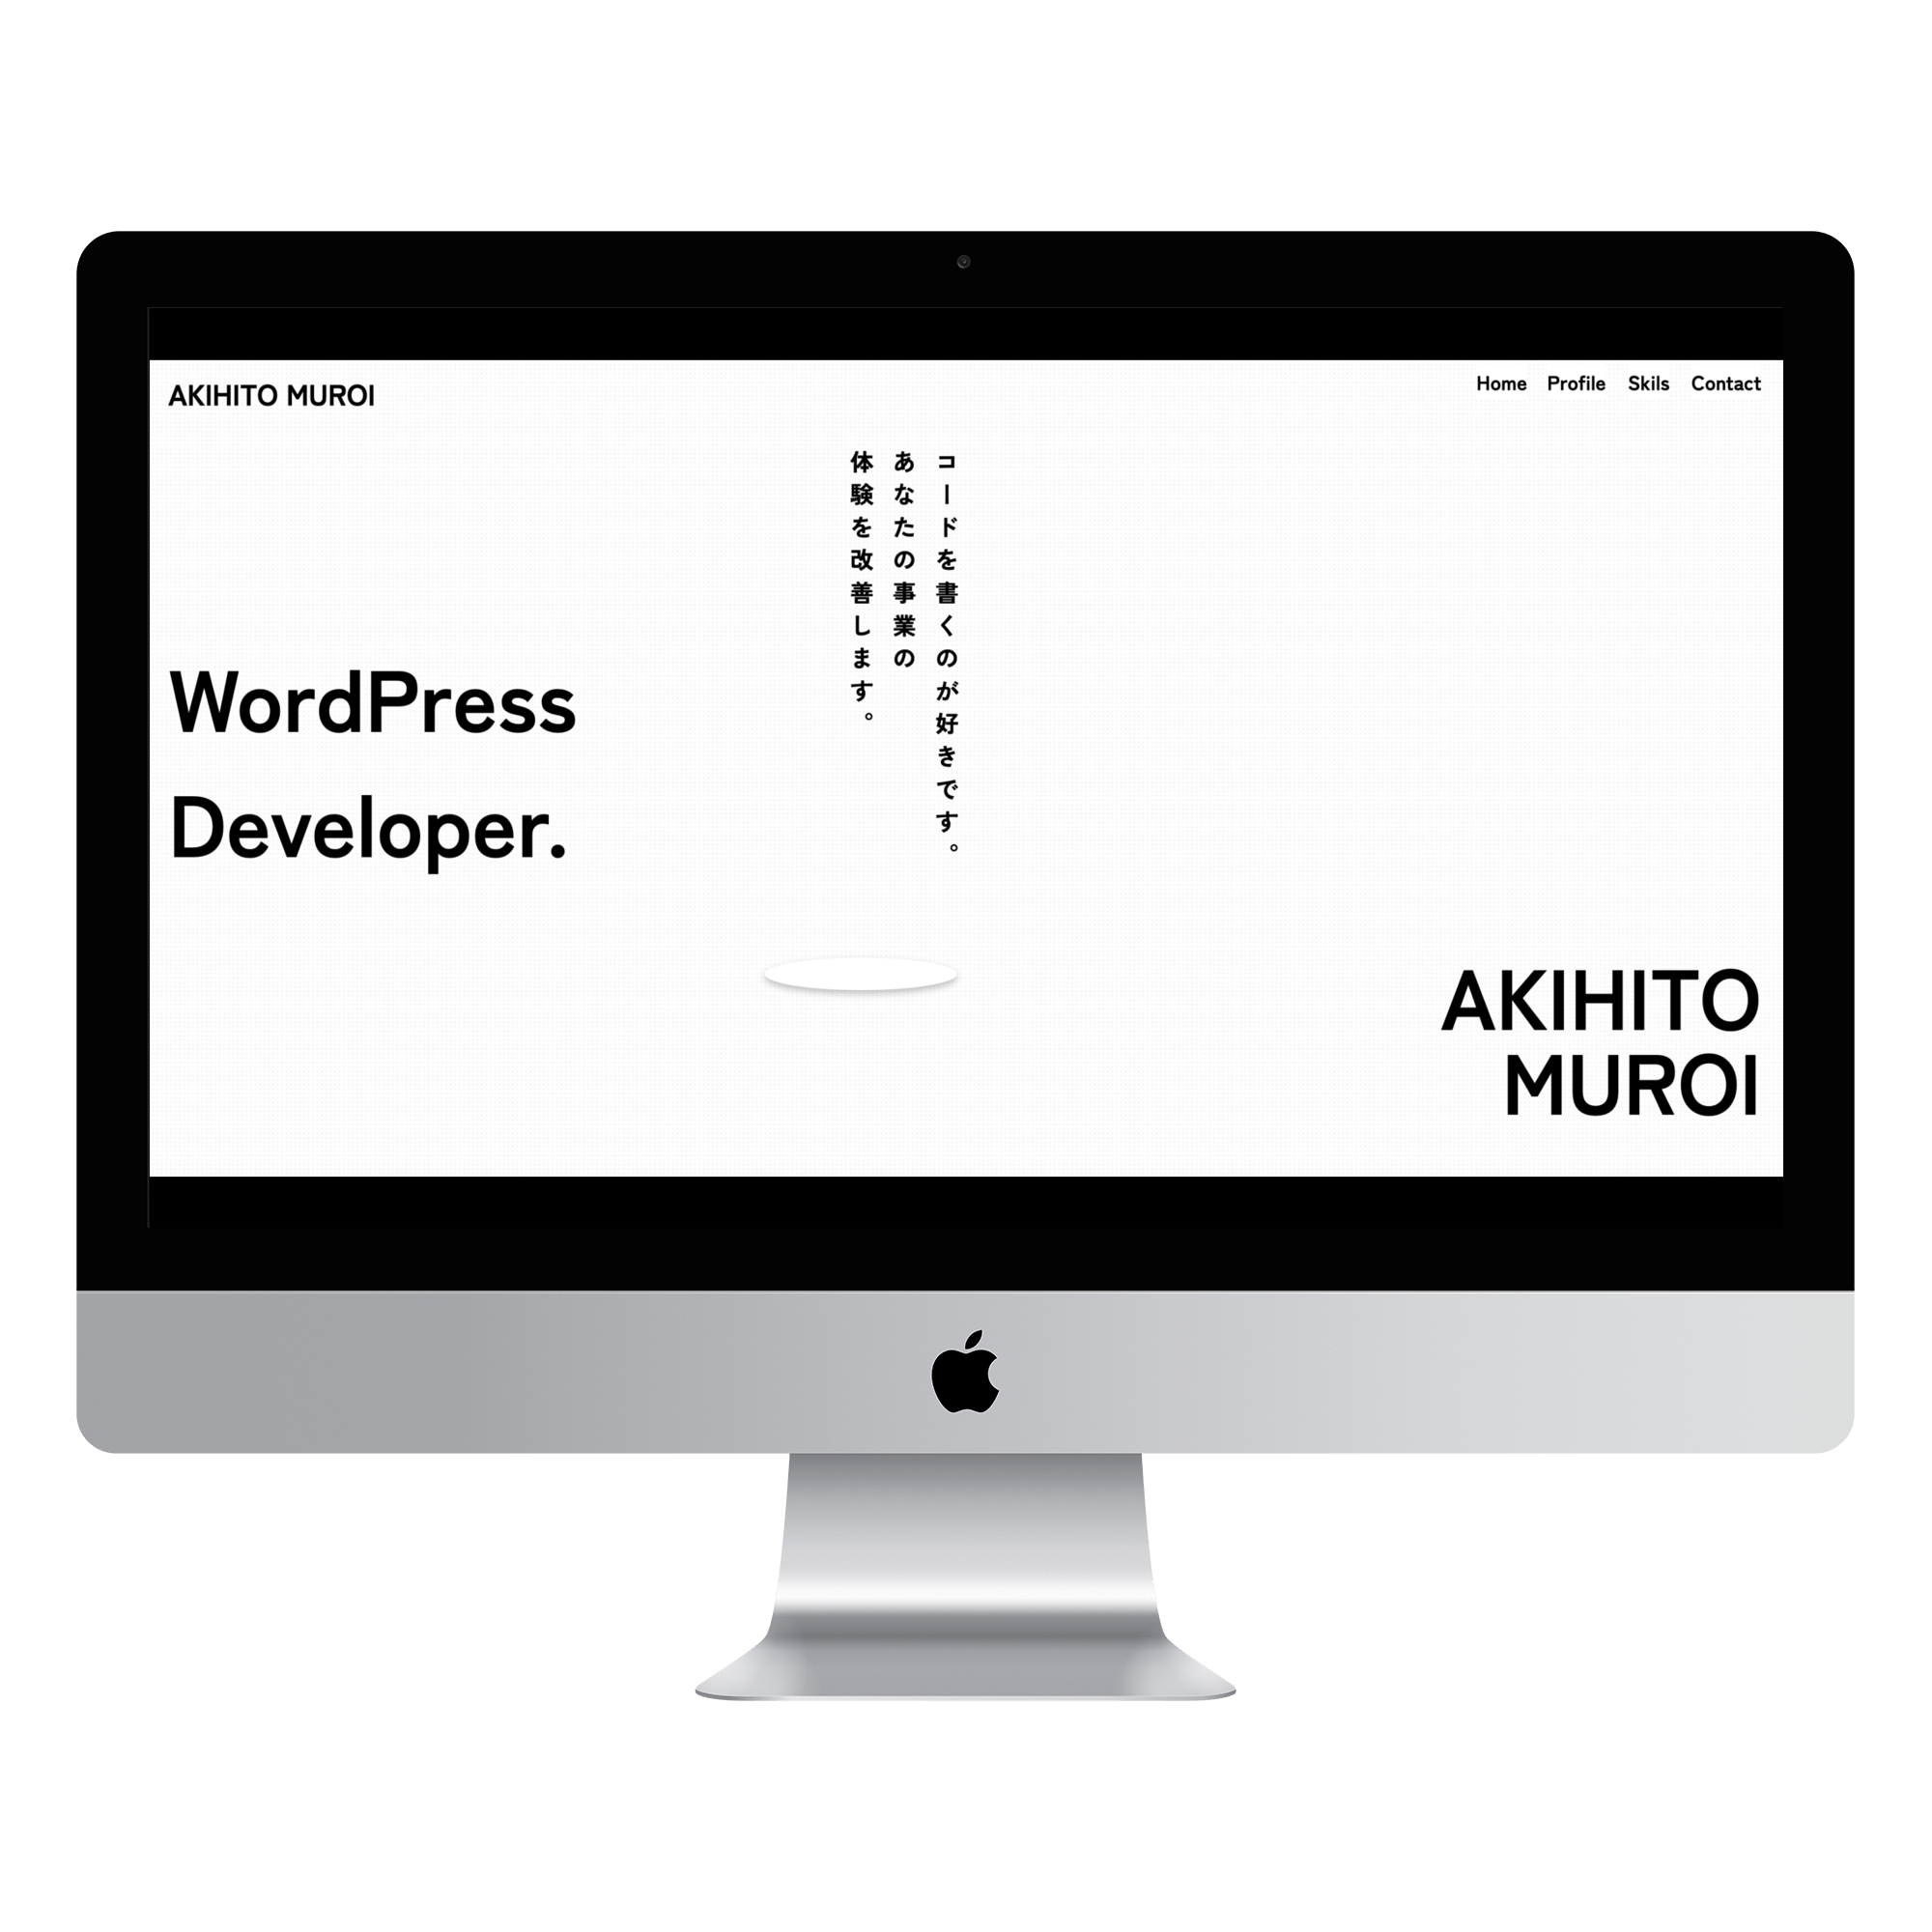 AKIHITO MUROI
Home Profile Skils Contact
コードを書くのが好きです。
あなたの事業の
体験を改善します。
WordPress
Developer.
AKIHITO
MUROI